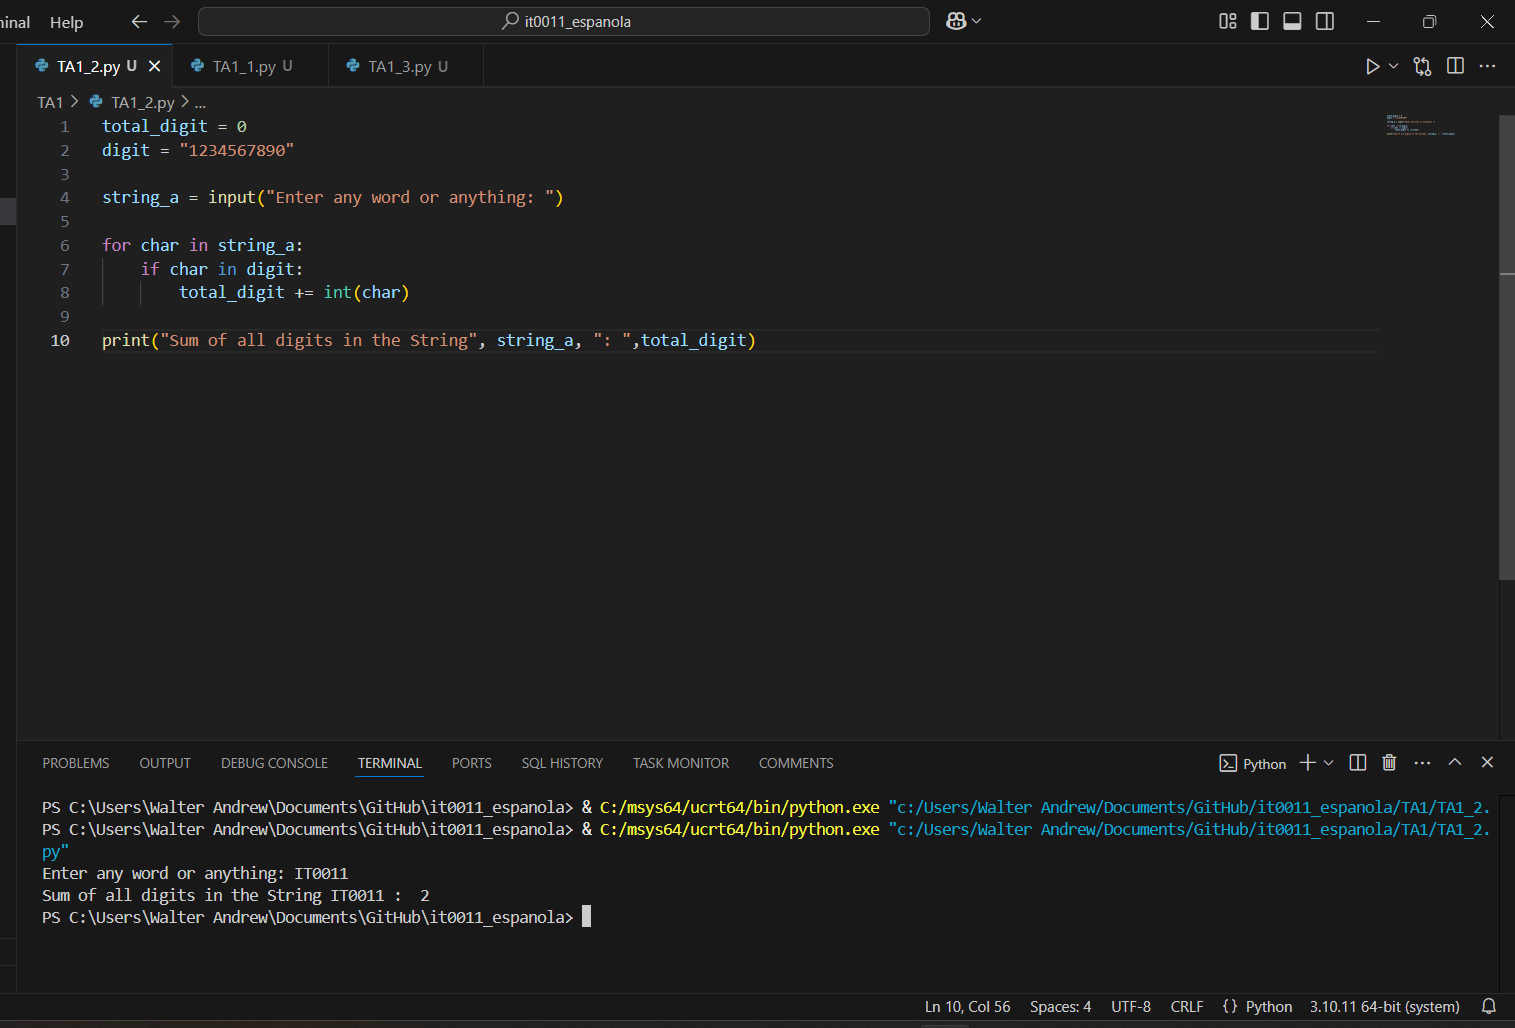 Help
it0011_espanola
TA1_2.py U
TA1_1.py U
TA1_3.py U
TA1 > TA1_2.py > ...
1 total_digit = 0
2 digit = "1234567890"
3
4 string_a = input("Enter any word or anything: ")
5
6 for char in string_a:
7     if char in digit:
8         total_digit += int(char)
9
10 print("Sum of all digits in the String", string_a, ": ",total_digit)
PROBLEMS OUTPUT DEBUG CONSOLE TERMINAL PORTS SQL HISTORY TASK MONITOR COMMENTS
Python
PS C:\Users\Walter Andrew\Documents\GitHub\it0011_espanola> & C:/msys64/ucrt64/bin/python.exe "c:/Users/Walter Andrew/Documents/GitHub/it0011_espanola/TA1/TA1_2.
PS C:\Users\Walter Andrew\Documents\GitHub\it0011_espanola> & C:/msys64/ucrt64/bin/python.exe "c:/Users/Walter Andrew/Documents/GitHub/it0011_espanola/TA1/TA1_2.
py"
Enter any word or anything: IT0011
Sum of all digits in the String IT0011 :  2
PS C:\Users\Walter Andrew\Documents\GitHub\it0011_espanola>
Ln 10, Col 56 Spaces: 4 UTF-8 CRLF {} Python 3.10.11 64-bit (system)